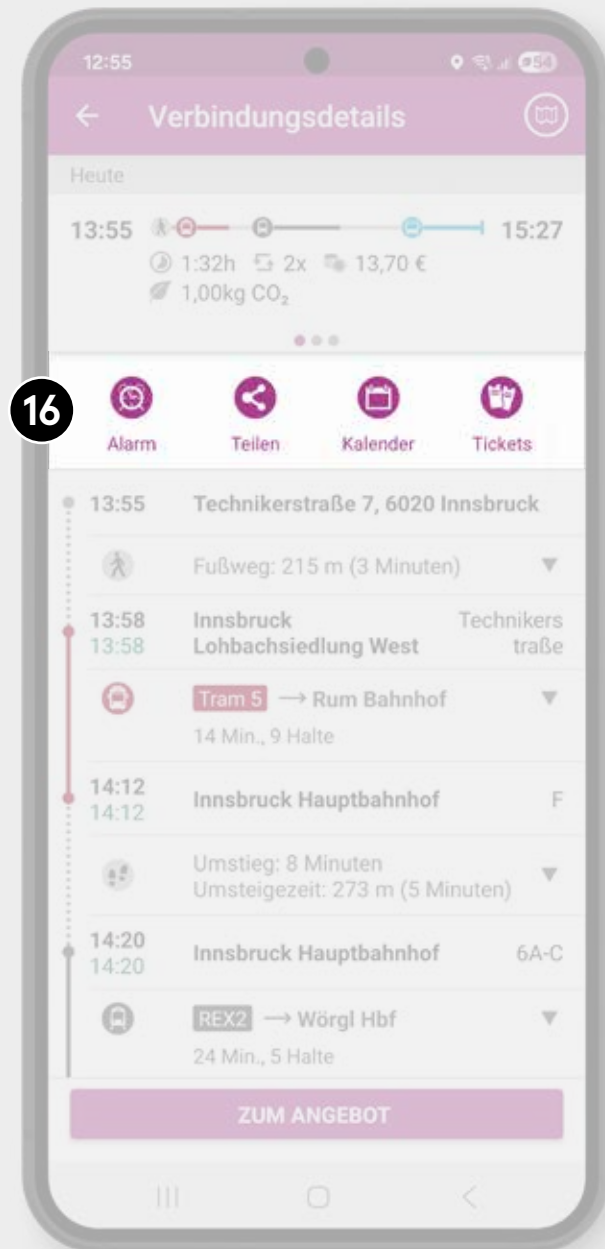 12:55
54
Verbindungsdetails
Heute
13:55 15:27
1:32h 2x 13,70 €
1,00kg CO₂
16
Alarm Teilen Kalender Tickets
13:55 Technikerstraße 7, 6020 Innsbruck
Fußweg: 215 m (3 Minuten)
13:58 Innsbruck Technikers
13:58 Lohbachsiedlung West traße
Tram 5 → Rum Bahnhof
14 Min., 9 Halte
14:12
14:12 Innsbruck Hauptbahnhof F
Umstieg: 8 Minuten
Umsteigezeit: 273 m (5 Minuten)
14:20
14:20 Innsbruck Hauptbahnhof 6A-C
REX2 → Wörgl Hbf
24 Min., 5 Halte
ZUM ANGEBOT